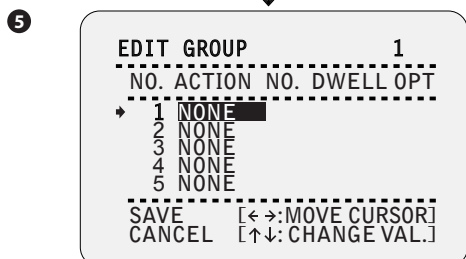 5
EDIT GROUP 1
NO. ACTION NO. DWELL OPT
→ 1 NONE
2 NONE
3 NONE
4 NONE
5 NONE
SAVE [← →:MOVE CURSOR]
CANCEL [↑↓: CHANGE VAL.]